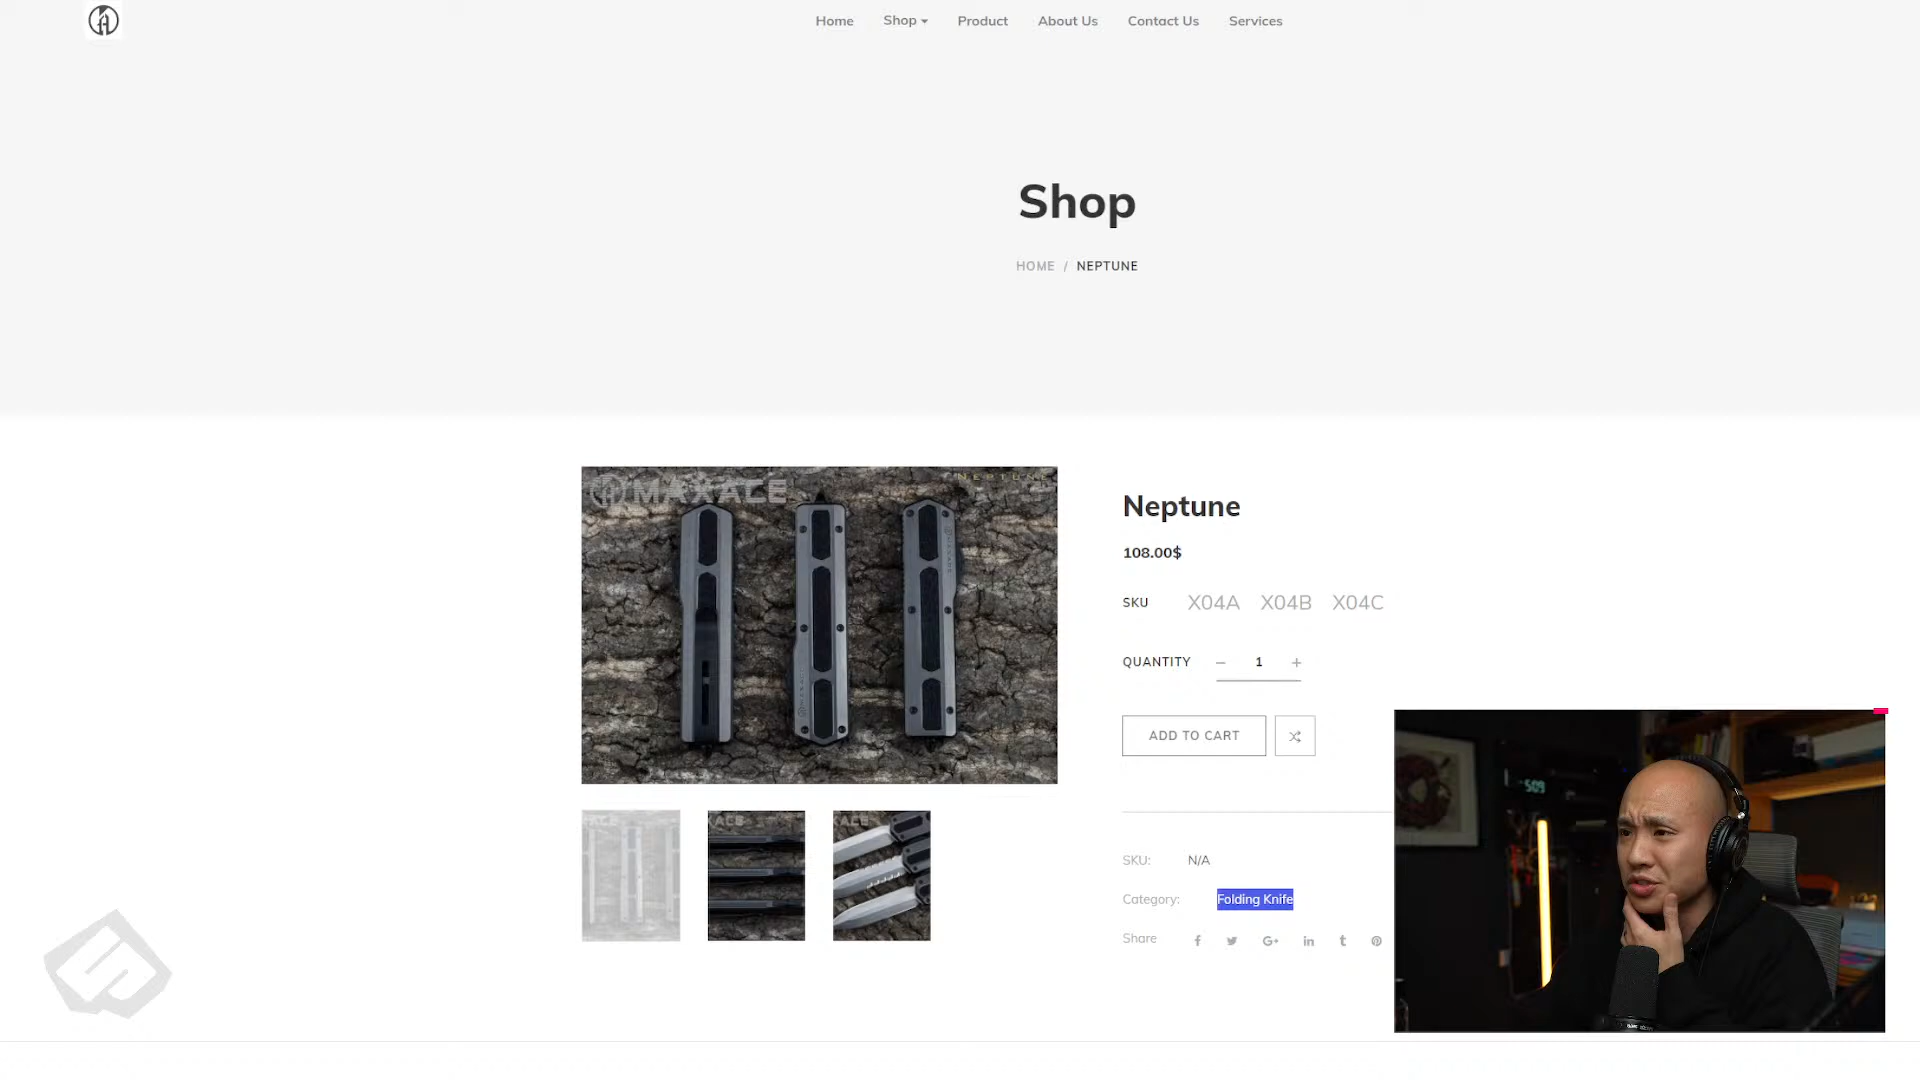 Home Shop Product About Us Contact Us Services
Shop
HOME / NEPTUNE
MAXACE
NEPTUNE
Neptune
108.00$
SKU X04A X04B X04C
QUANTITY − 1 +
ADD TO CART
SKU: N/A
Category: Folding Knife
Share